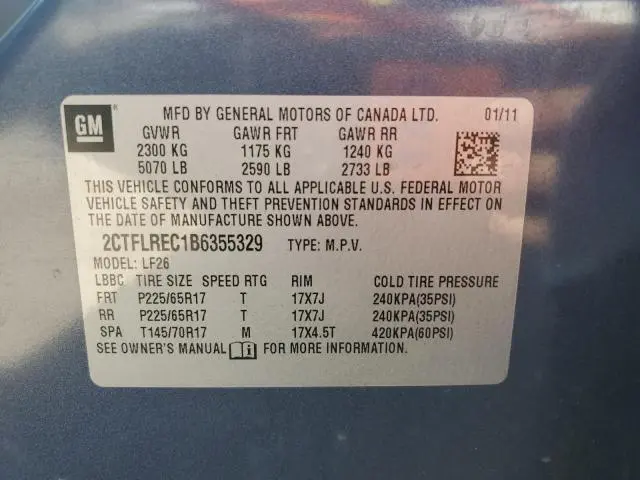 GM® MFD BY GENERAL MOTORS OF CANADA LTD. 01/11
GVWR GAWR FRT GAWR RR
2300 KG 1175 KG 1240 KG
5070 LB 2590 LB 2733 LB
THIS VEHICLE CONFORMS TO ALL APPLICABLE U.S. FEDERAL MOTOR
VEHICLE SAFETY AND THEFT PREVENTION STANDARDS IN EFFECT ON
THE DATE OF MANUFACTURE SHOWN ABOVE.
2CTFLREC1B6355329 TYPE: M.P.V.
MODEL: LF26
LBBC TIRE SIZE SPEED RTG RIM COLD TIRE PRESSURE
FRT P225/65R17 T 17X7J 240KPA(35PSI)
RR P225/65R17 T 17X7J 240KPA(35PSI)
SPA T145/70R17 M 17X4.5T 420KPA(60PSI)
SEE OWNER'S MANUAL FOR MORE INFORMATION.